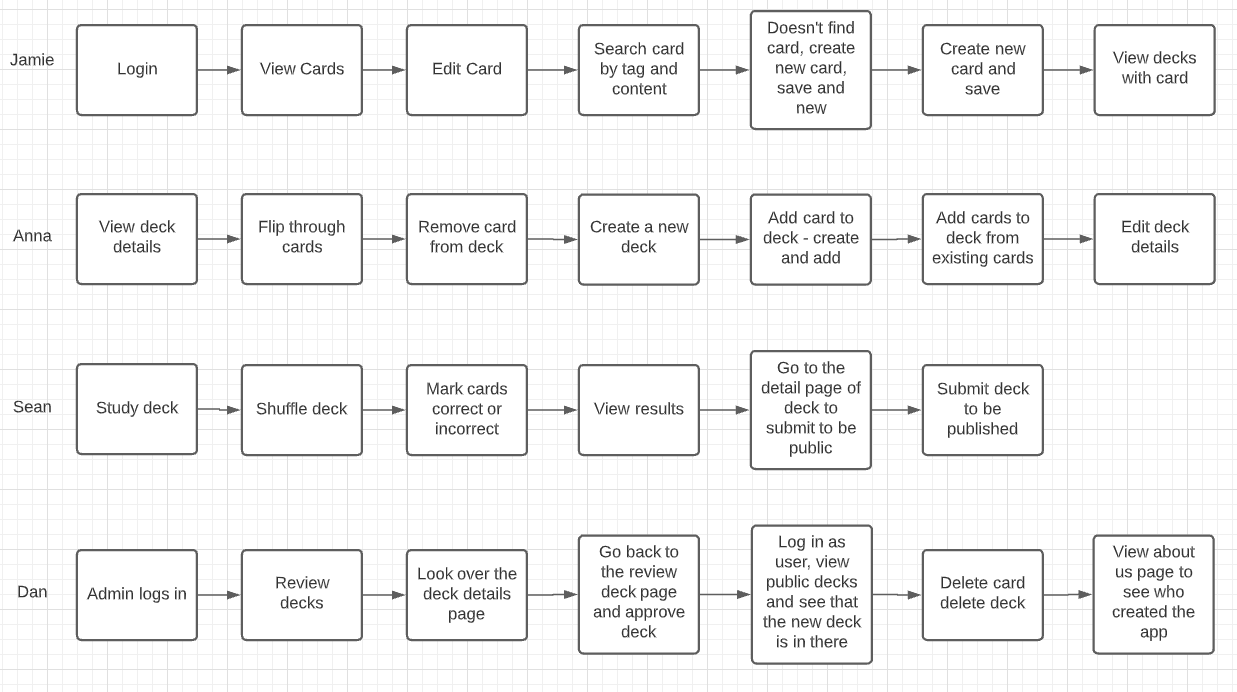 Jamie
Login
View Cards
Edit Card
Search card
by tag and
content
Doesn't find
card, create
new card,
save and
new
Create new
card and
save
View decks
with card
Anna
View deck
details
Flip through
cards
Remove card
from deck
Create a new
deck
Add card to
deck - create
and add
Add cards to
deck from
existing cards
Edit deck
details
Sean
Study deck
Shuffle deck
Mark cards
correct or
incorrect
View results
Go to the
detail page of
deck to
submit to be
public
Submit deck
to be
published
Dan
Admin logs in
Review
decks
Look over the
deck details
page
Go back to
the review
deck page
and approve
deck
Log in as
user, view
public decks
and see that
the new deck
is in there
Delete card
delete deck
View about
us page to
see who
created the
app